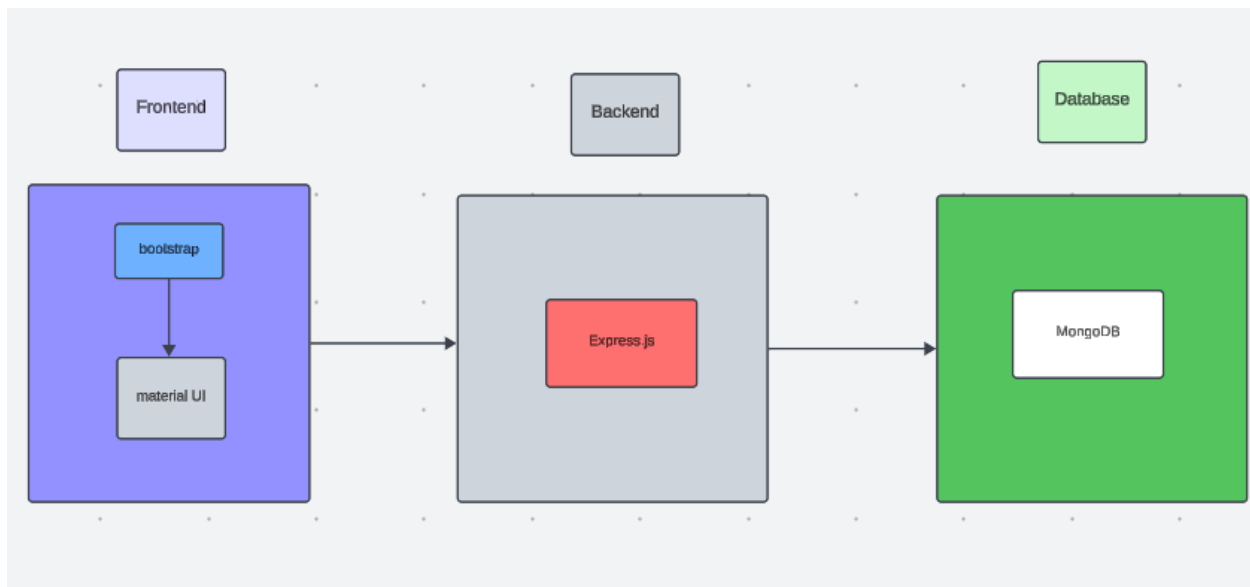 Frontend
Backend
Database
bootstrap
material UI
Express.js
MongoDB